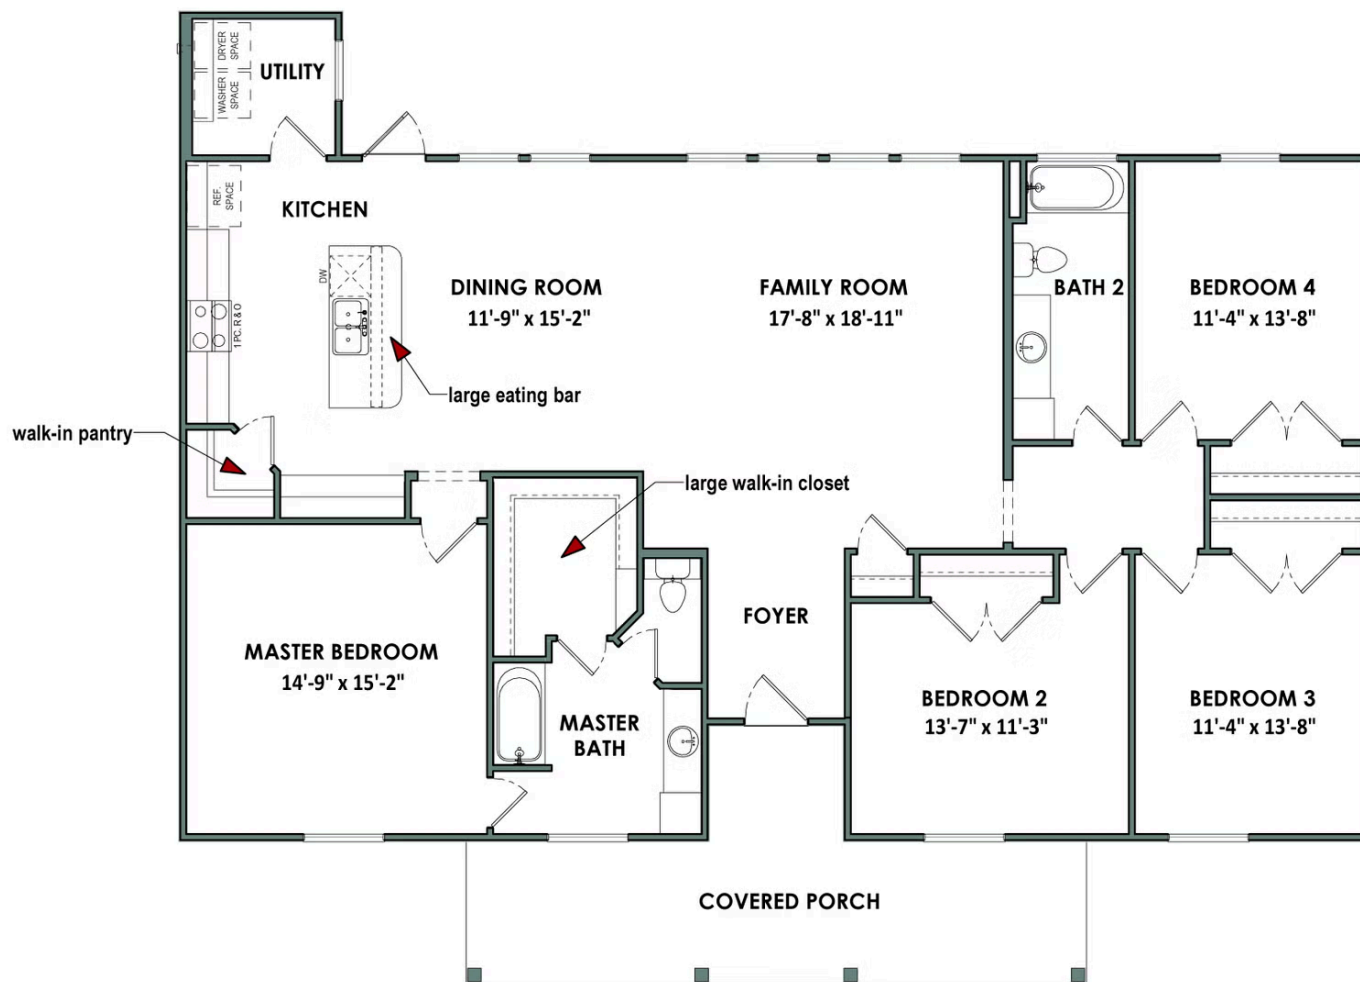 DRYER
SPACE
WASHER
SPACE
UTILITY
REF.
SPACE
KITCHEN
DW
1 PC. R & O
DINING ROOM
11'-9" x 15'-2"
FAMILY ROOM
17'-8" x 18'-11"
BATH 2
BEDROOM 4
11'-4" x 13'-8"
large eating bar
walk-in pantry
large walk-in closet
FOYER
MASTER BEDROOM
14'-9" x 15'-2"
MASTER
BATH
BEDROOM 2
13'-7" x 11'-3"
BEDROOM 3
11'-4" x 13'-8"
COVERED PORCH